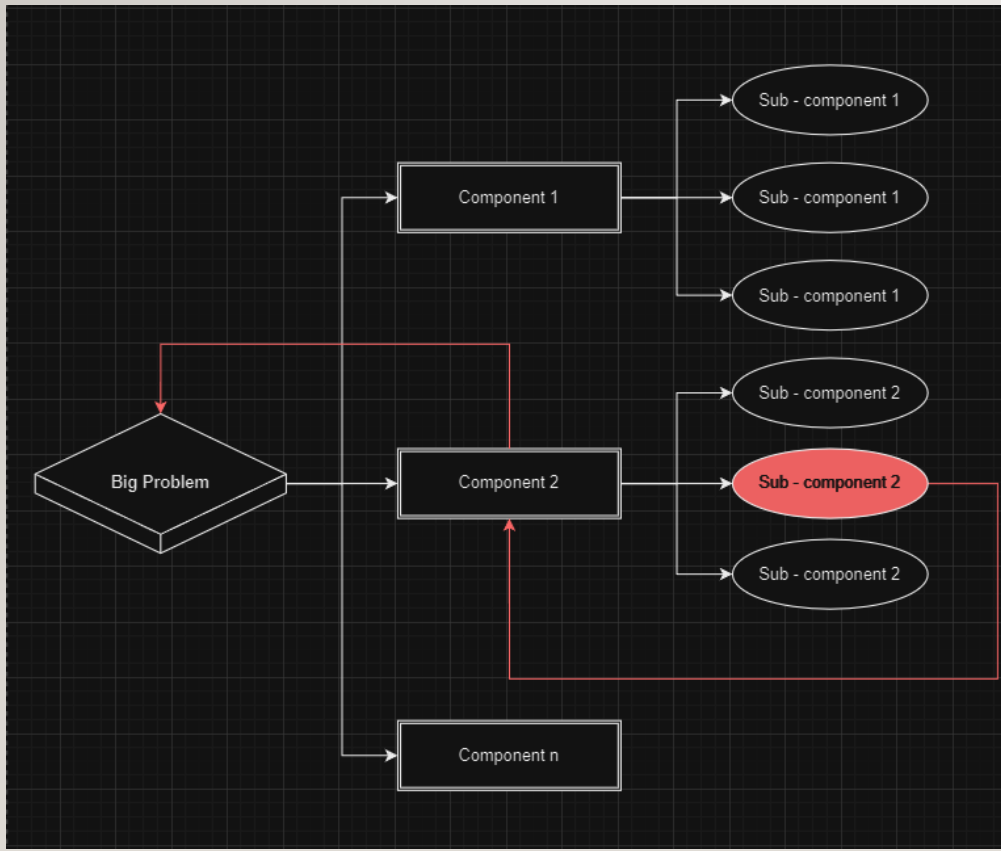 Sub - component 1
Component 1
Sub - component 1
Sub - component 1
Sub - component 2
Big Problem
Component 2
Sub - component 2
Sub - component 2
Component n